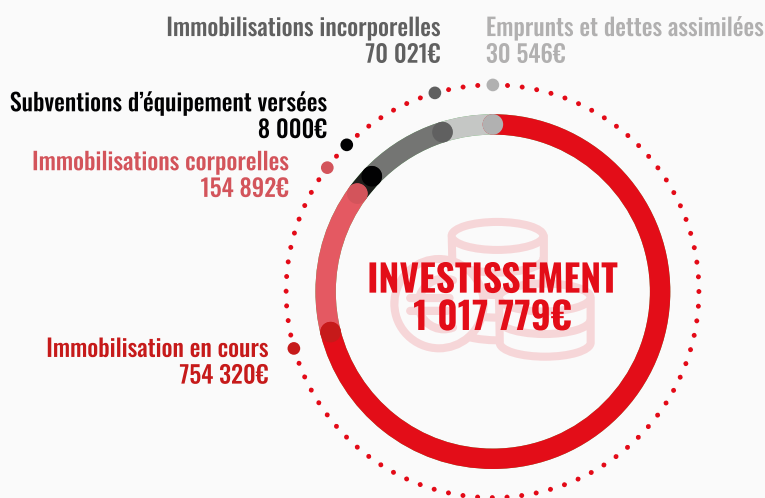 Immobilisations incorporelles
70 021€
Emprunts et dettes assimilées
30 546€
Subventions d’équipement versées
8 000€
Immobilisations corporelles
154 892€
INVESTISSEMENT
1 017 779€
Immobilisation en cours
754 320€